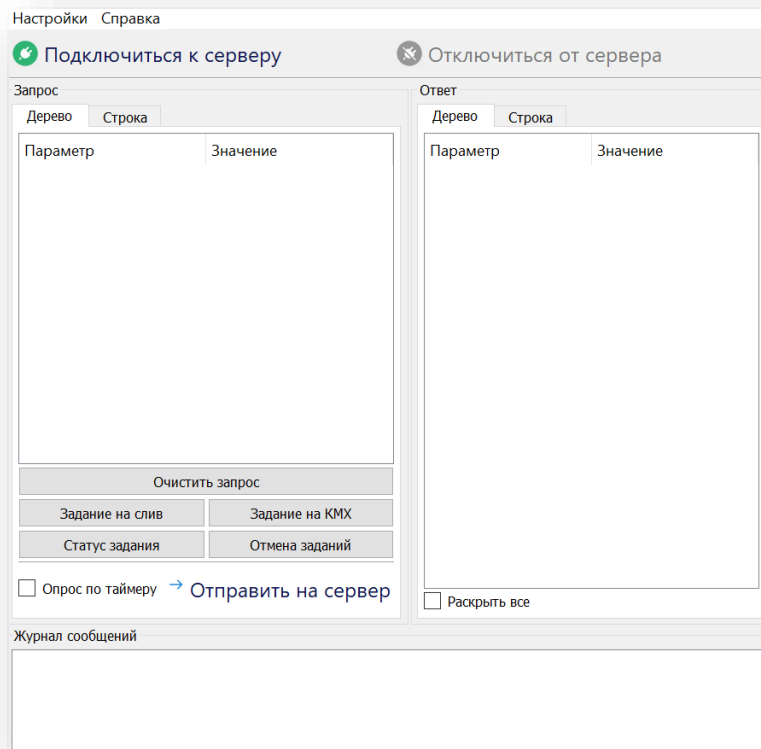 Настройки Справка
Подключиться к серверу Отключиться от сервера
Запрос
Дерево Строка
Параметр Значение
Очистить запрос
Задание на слив Задание на КМХ
Статус задания Отмена заданий
Опрос по таймеру Отправить на сервер
Ответ
Дерево Строка
Параметр Значение
Раскрыть все
Журнал сообщений